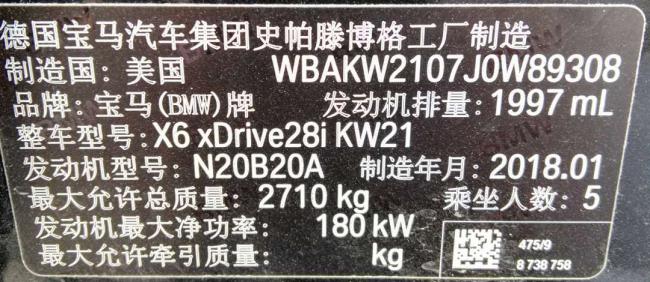 德国宝马汽车集团史帕滕博格工厂制造
制造国: 美国 WBAKW2107J0W89308
品牌: 宝马(BMW)牌 发动机排量: 1997 mL
整车型号: X6 xDrive28i KW21
发动机型号: N20B20A 制造年月: 2018.01
最大允许总质量: 2710 kg 乘坐人数: 5
发动机最大净功率: 180 kW
最大允许牵引质量: kg
475/9
8 738 758